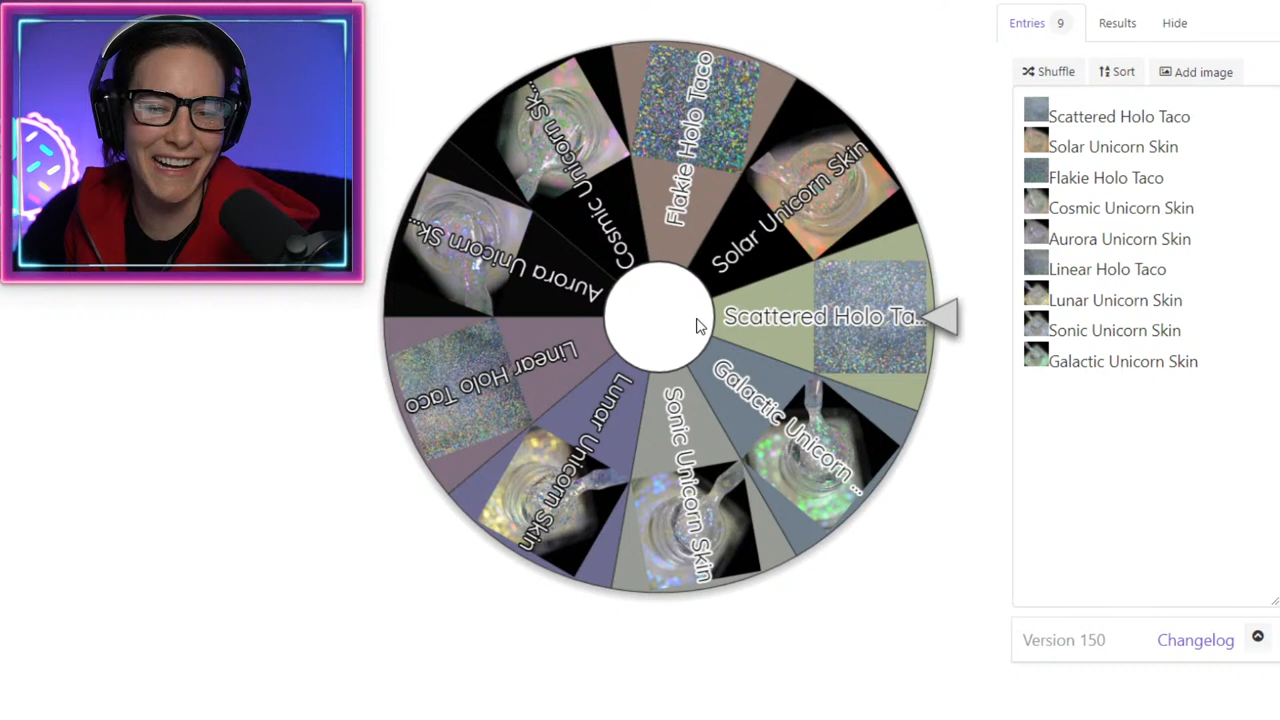 Entries 9 Results Hide
Shuffle Sort Add image
Scattered Holo Taco
Solar Unicorn Skin
Flakie Holo Taco
Cosmic Unicorn Skin
Aurora Unicorn Skin
Linear Holo Taco
Lunar Unicorn Skin
Sonic Unicorn Skin
Galactic Unicorn Skin
Version 150 Changelog
Flakie Holo Taco
Solar Unicorn Skin
Scattered Holo Ta...
Galactic Unicorn ...
Sonic Unicorn Skin
Lunar Unicorn Skin
Linear Holo Taco
Aurora Unicorn Sk...
Cosmic Unicorn Sk...